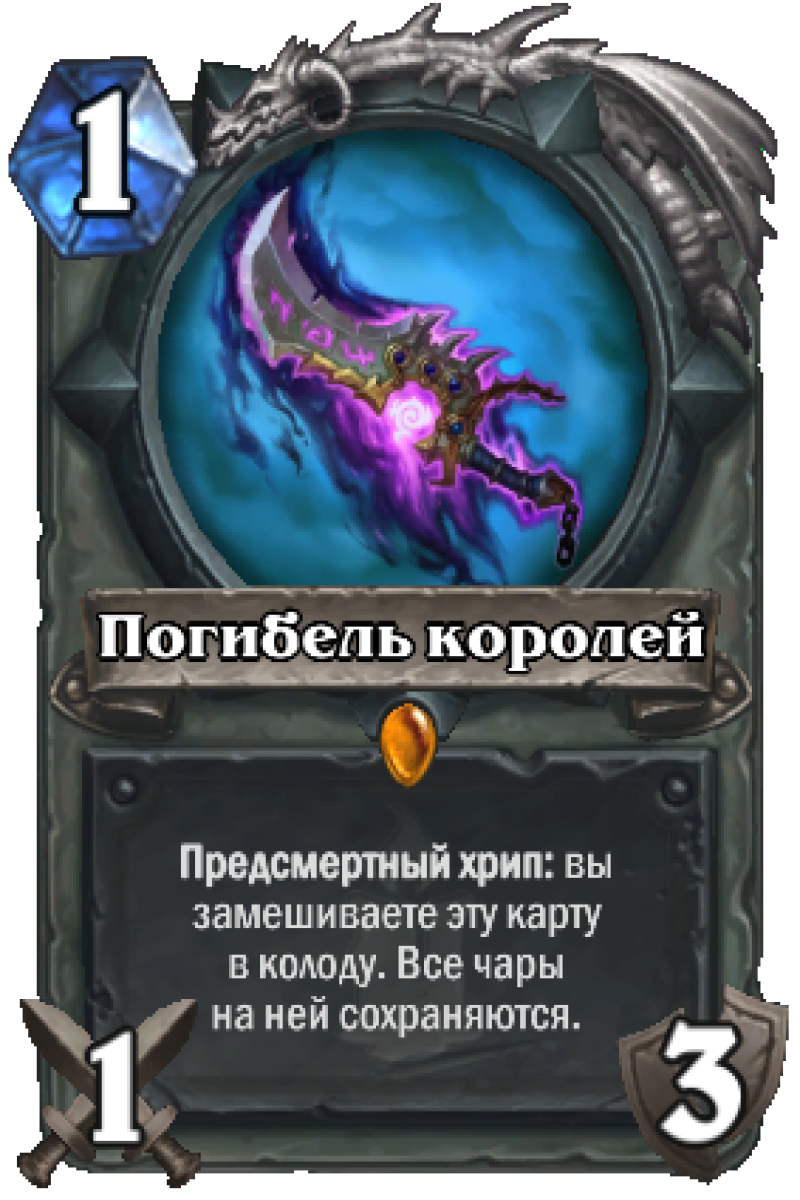 1
Погибель королей
Предсмертный хрип: вы
замешиваете эту карту
в колоду. Все чары
на ней сохраняются.
1
3